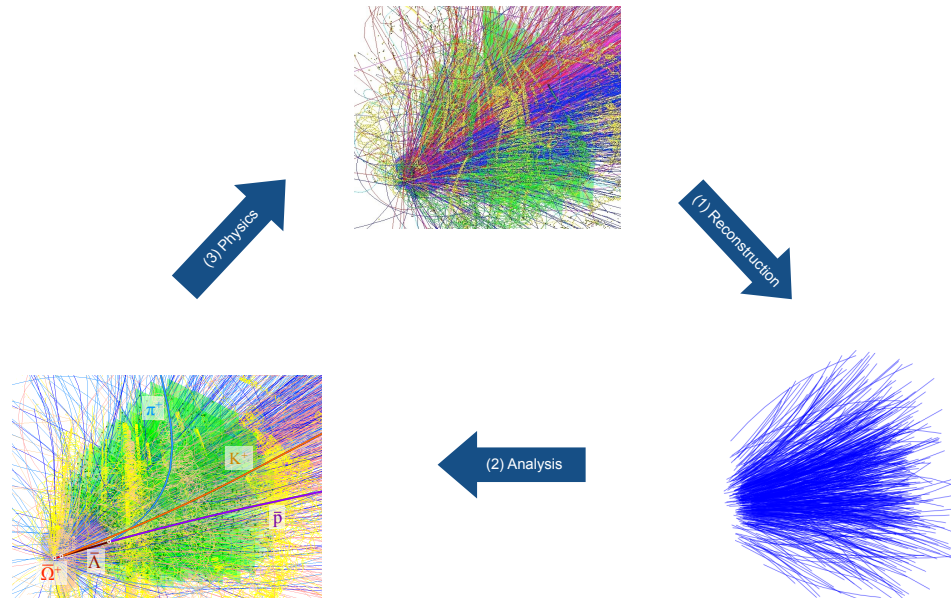 (3) Physics
(1) Reconstruction
(2) Analysis
π⁺
K⁺
p̅
Λ̅
Ω̅⁺